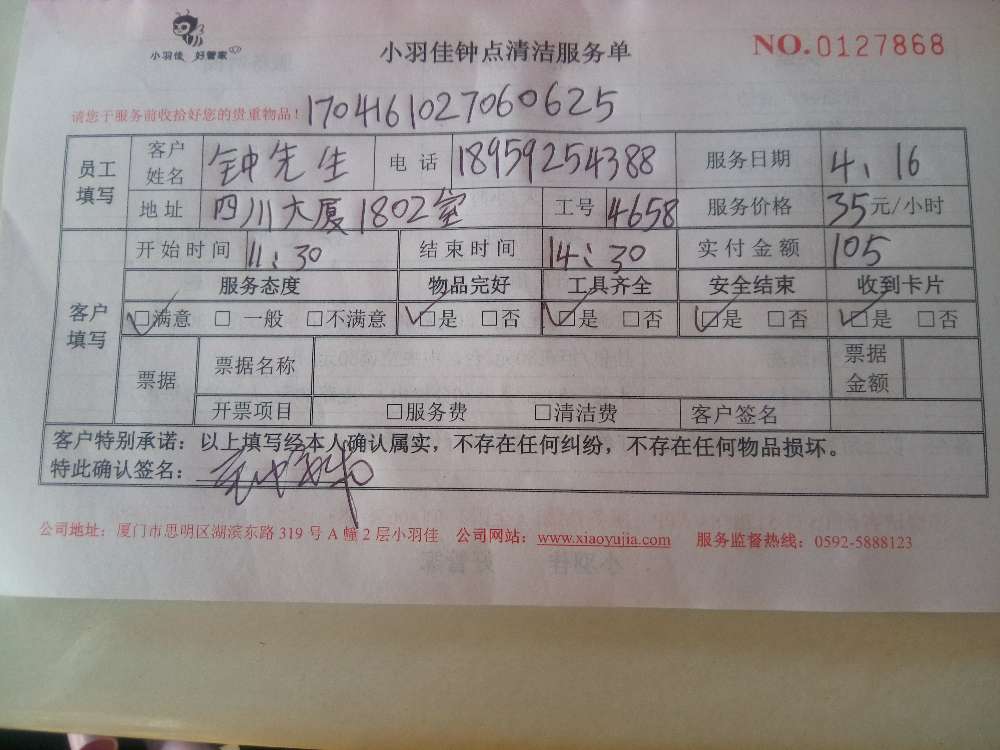 小羽佳 好管家
小羽佳钟点清洁服务单
NO.0127868
请您于服务前收拾好您的贵重物品！170416102706062５
员工填写 客户姓名 钟先生 电话 18959254388 服务日期 4、16
地址 四川大厦1802室 工号 4658 服务价格 35元/小时
客户填写 开始时间 11:30 结束时间 14:30 实付金额 105
服务态度 物品完好 工具齐全 安全结束 收到卡片
☑满意 □一般 □不满意 ☑是 □否 ☑是 □否 ☑是 □否 ☑是 □否
票据 票据名称 票据金额
开票项目 □服务费 □清洁费 客户签名
客户特别承诺：以上填写经本人确认属实，不存在任何纠纷，不存在任何物品损坏。
特此确认签名：
公司地址：厦门市思明区湖滨东路319号A幢2层小羽佳 公司网站：www.xiaoyujia.com 服务监督热线：0592-5888123